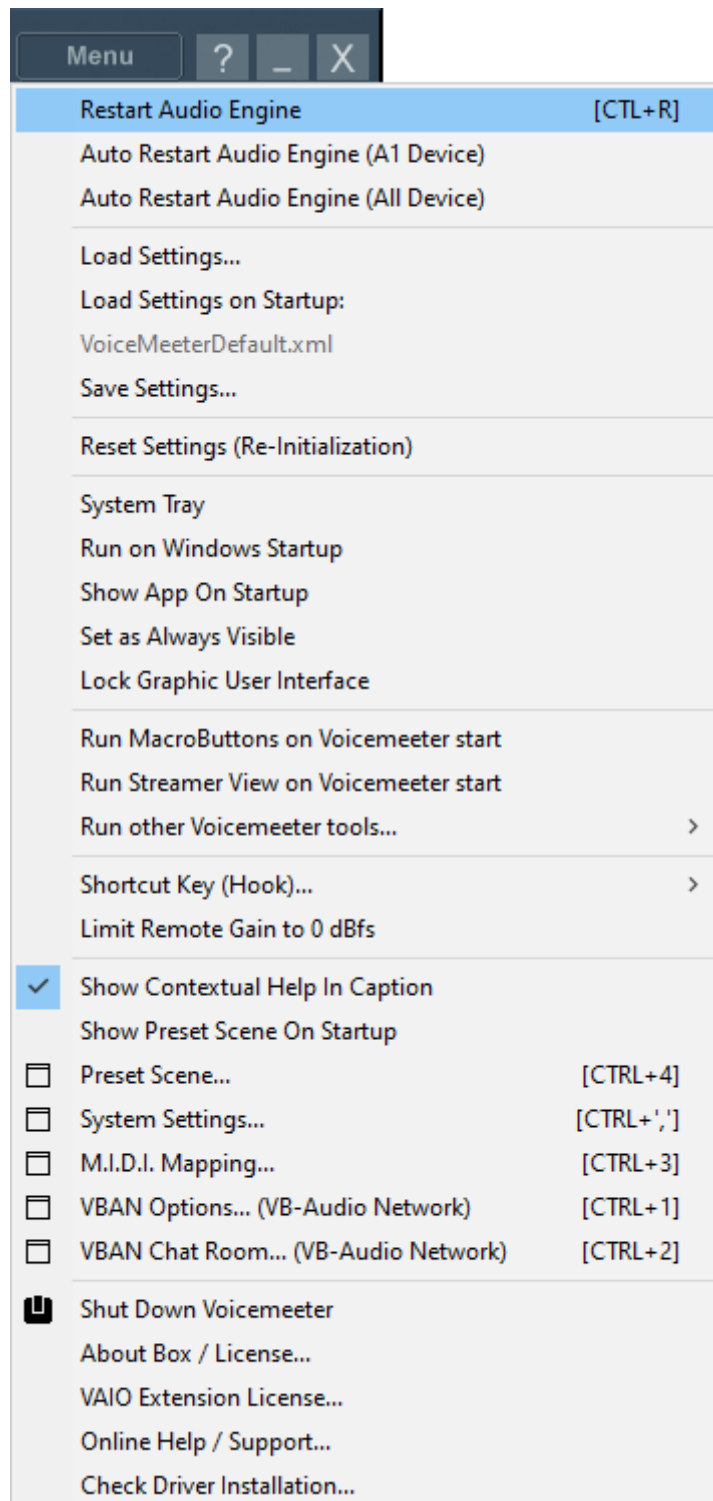 Menu ? _ X
Restart Audio Engine [CTL+R]
Auto Restart Audio Engine (A1 Device)
Auto Restart Audio Engine (All Device)
Load Settings...
Load Settings on Startup:
VoiceMeeterDefault.xml
Save Settings...
Reset Settings (Re-Initialization)
System Tray
Run on Windows Startup
Show App On Startup
Set as Always Visible
Lock Graphic User Interface
Run MacroButtons on Voicemeeter start
Run Streamer View on Voicemeeter start
Run other Voicemeeter tools...
Shortcut Key (Hook)...
Limit Remote Gain to 0 dBfs
Show Contextual Help In Caption
Show Preset Scene On Startup
Preset Scene... [CTRL+4]
System Settings... [CTRL+',']
M.I.D.I. Mapping... [CTRL+3]
VBAN Options... (VB-Audio Network) [CTRL+1]
VBAN Chat Room... (VB-Audio Network) [CTRL+2]
Shut Down Voicemeeter
About Box / License...
VAIO Extension License...
Online Help / Support...
Check Driver Installation...